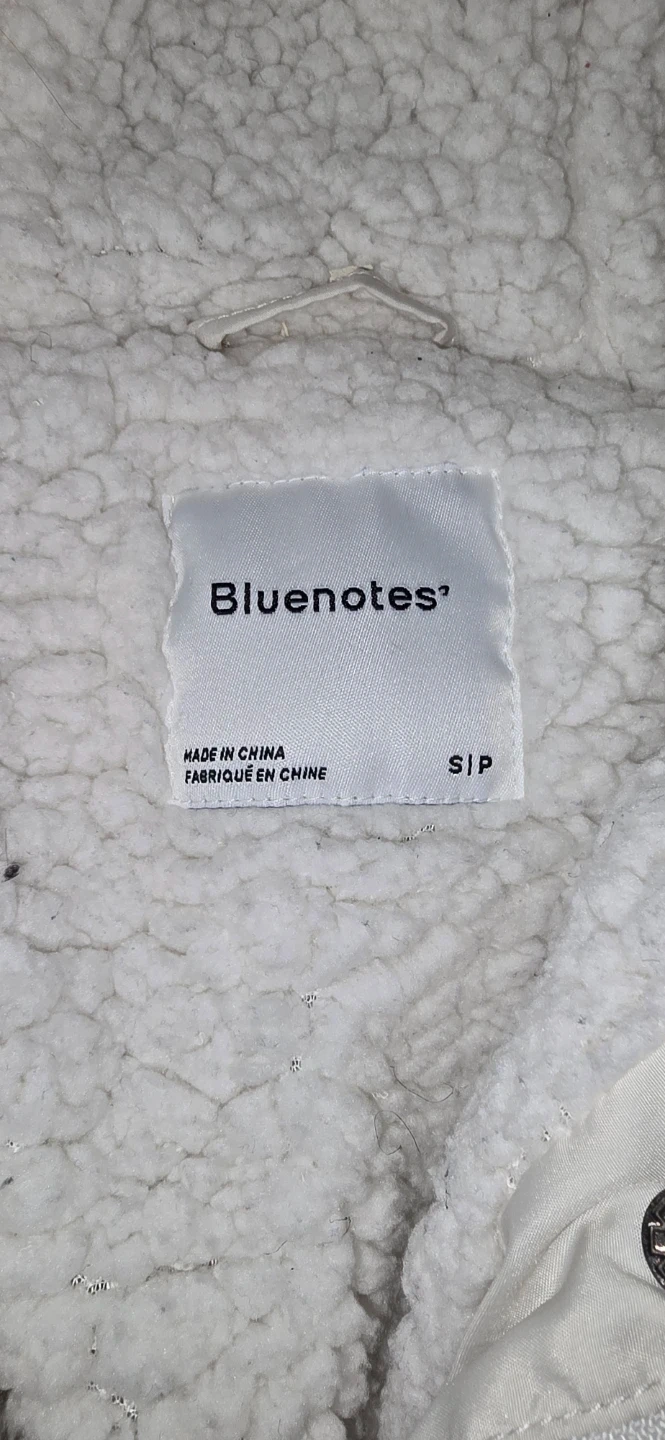 Bluenotes'
MADE IN CHINA
FABRIQUÉ EN CHINE
S|P